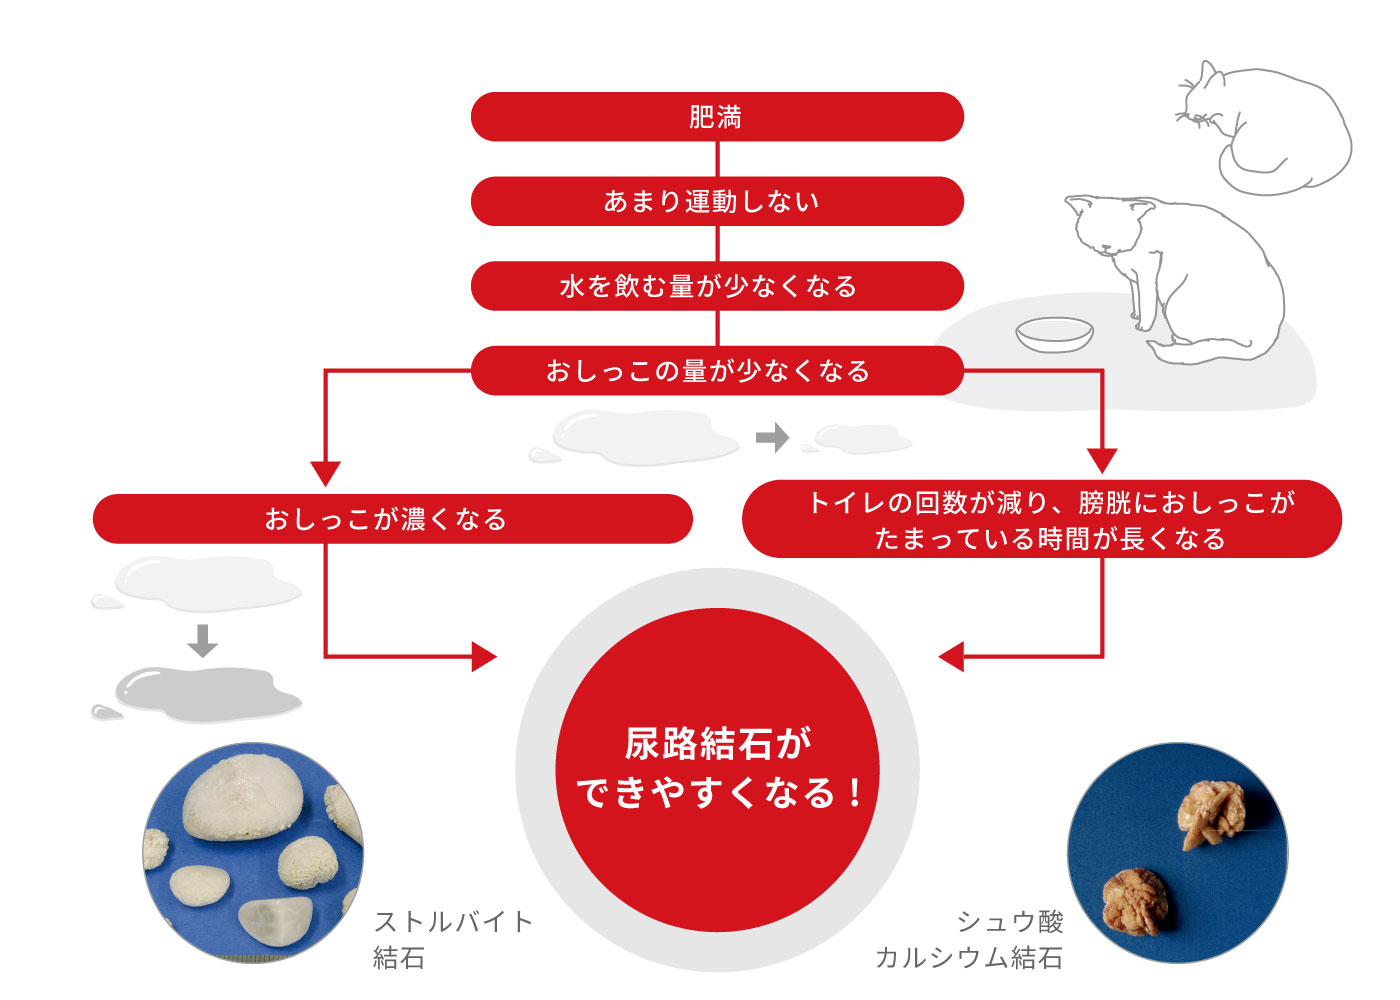 肥満
あまり運動しない
水を飲む量が少なくなる
おしっこの量が少なくなる
おしっこが濃くなる
トイレの回数が減り、膀胱におしっこが
たまっている時間が長くなる
尿路結石が
できやすくなる！
ストルバイト
結石
シュウ酸
カルシウム結石